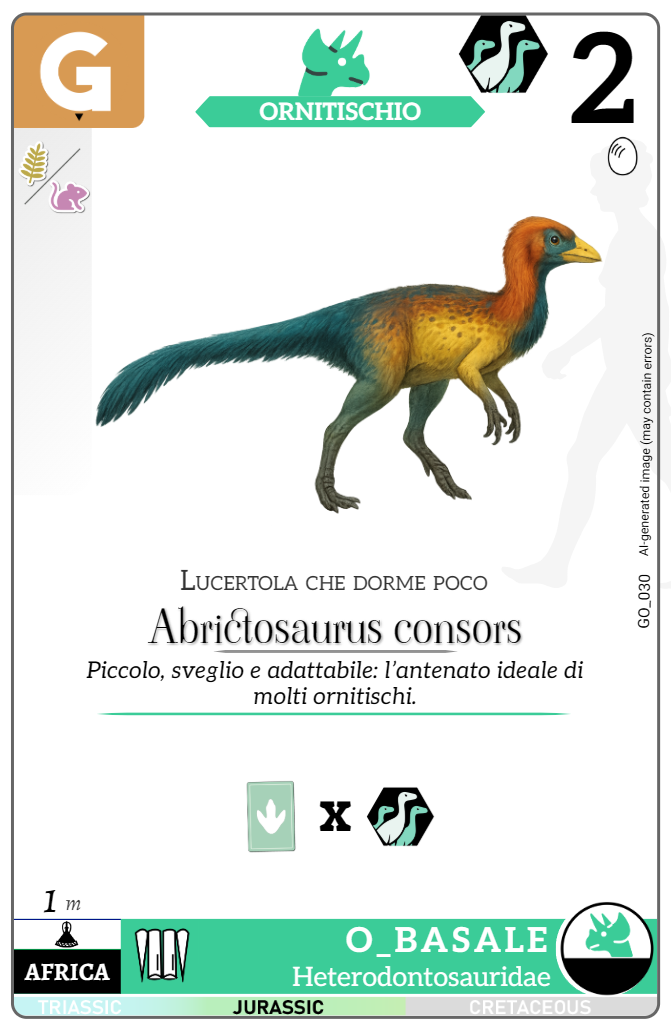 G
ORNITISCHIO
2
AI-generated image (may contain errors)
GO_030
Lucertola che dorme poco
Abrictosaurus consors
Piccolo, sveglio e adattabile: l’antenato ideale di
molti ornitischi.
x
1 m
AFRICA
O_BASALE
Heterodontosauridae
TRIASSIC
JURASSIC
CRETACEOUS